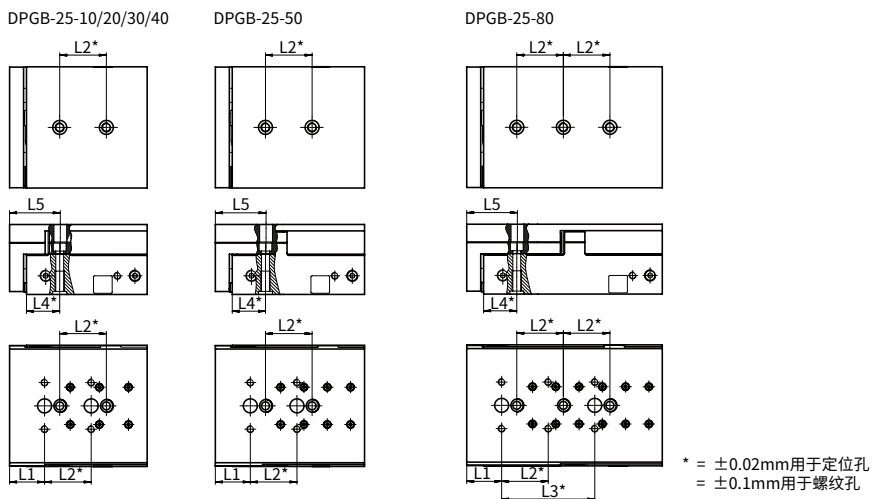 DPGB-25-10/20/30/40
DPGB-25-50
DPGB-25-80
L2*
L2*
L2*
L2*
L5
L5
L5
L4*
L4*
L4*
L2*
L2*
L2*
L2*
L1
L2*
L1
L2*
L1
L2*
L3*
* = ±0.02mm用于定位孔
= ±0.1mm用于螺纹孔